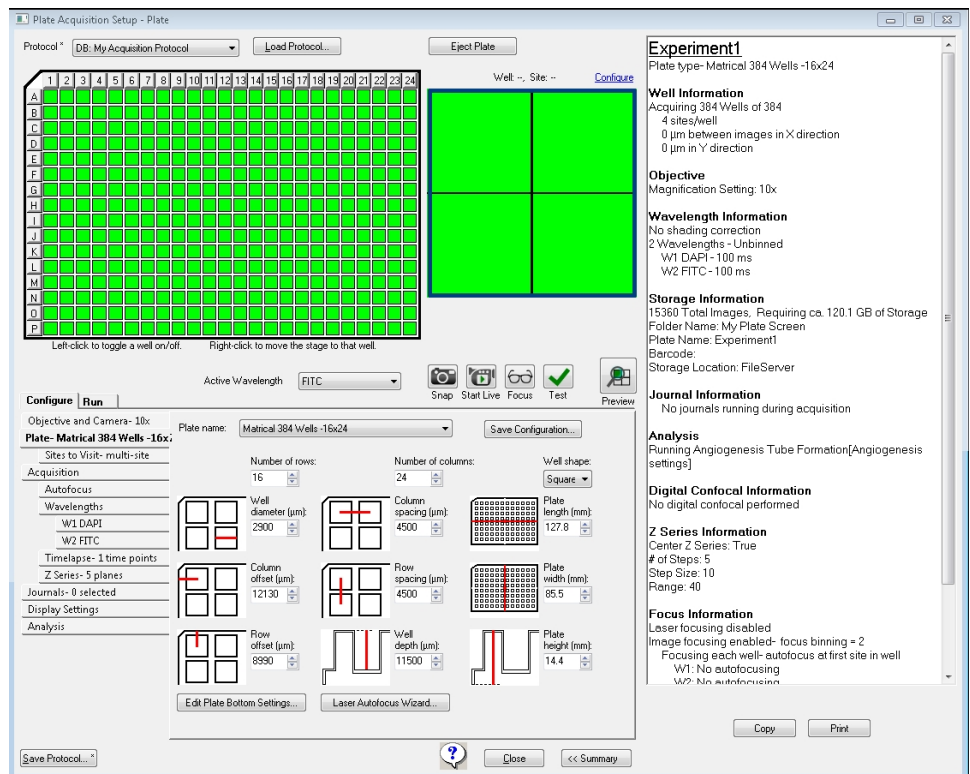 Plate Acquisition Setup - Plate
Protocol * DB: My Acquisition Protocol Load Protocol... Eject Plate
1 2 3 4 5 6 7 8 9 10 11 12 13 14 15 16 17 18 19 20 21 22 23 24
A
B
C
D
E
F
G
H
I
J
K
L
M
N
O
P
Left-click to toggle a well on/off. Right-click to move the stage to that well.
Well: --, Site: -- Configure
Active Wavelength FITC
Snap Start Live Focus Test Preview
Configure Run
Objective and Camera- 10x
Plate- Matrical 384 Wells -16x2
Sites to Visit- multi-site
Acquisition
Autofocus
Wavelengths
W1 DAPI
W2 FITC
Timelapse- 1 time points
Z Series- 5 planes
Journals- 0 selected
Display Settings
Analysis
Plate name: Matrical 384 Wells -16x24 Save Configuration...
Number of rows: Number of columns: Well shape:
16 24 Square
Well diameter (µm): 2900
Column spacing (µm): 4500
Plate length (mm): 127.8
Column offset (µm): 12130
Row spacing (µm): 4500
Plate width (mm): 85.5
Row offset (µm): 8990
Well depth (µm): 11500
Plate height (mm): 14.4
Edit Plate Bottom Settings... Laser Autofocus Wizard...
Save Protocol... * ? Close << Summary
Experiment1
Plate type- Matrical 384 Wells -16x24
Well Information
Acquiring 384 Wells of 384
4 sites/well
0 µm between images in X direction
0 µm in Y direction
Objective
Magnification Setting: 10x
Wavelength Information
No shading correction
2 Wavelengths - Unbinned
W1 DAPI - 100 ms
W2 FITC - 100 ms
Storage Information
15360 Total Images, Requiring ca. 120.1 GB of Storage
Folder Name: My Plate Screen
Plate Name: Experiment1
Barcode:
Storage Location: FileServer
Journal Information
No journals running during acquisition
Analysis
Running Angiogenesis Tube Formation[Angiogenesis
settings]
Digital Confocal Information
No digital confocal performed
Z Series Information
Center Z Series: True
# of Steps: 5
Step Size: 10
Range: 40
Focus Information
Laser focusing disabled
Image focusing enabled- focus binning = 2
Focusing each well- autofocus at first site in well
W1: No autofocusing
W2: No autofocusing
Copy Print